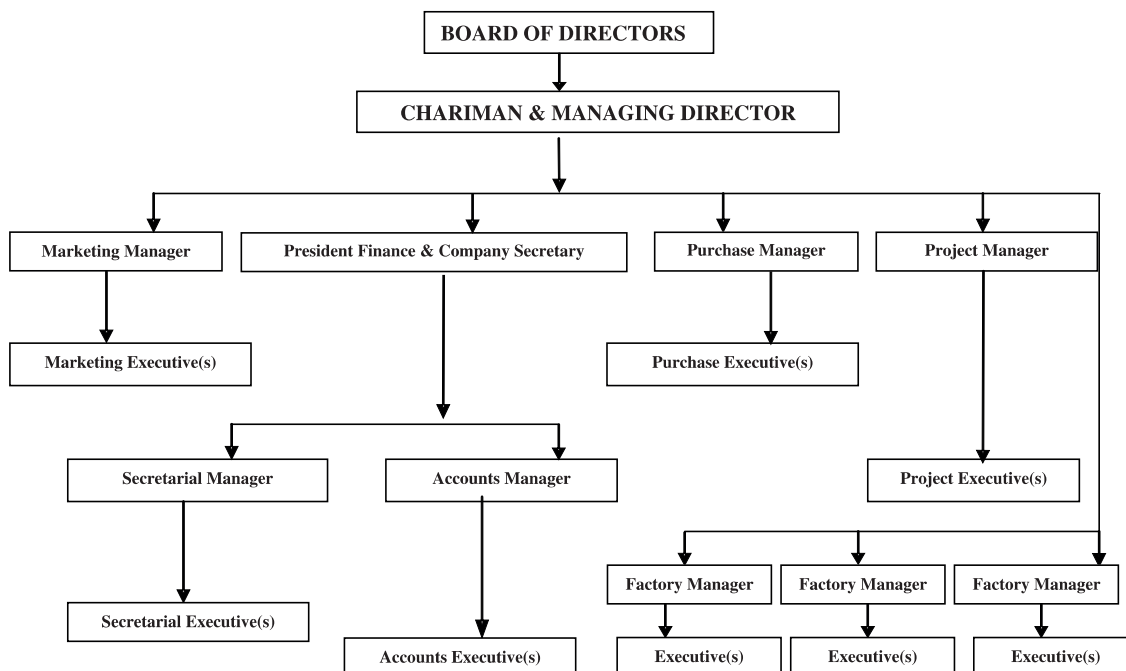 BOARD OF DIRECTORS
CHARIMAN & MANAGING DIRECTOR
Marketing Manager
President Finance & Company Secretary
Purchase Manager
Project Manager
Marketing Executive(s)
Purchase Executive(s)
Secretarial Manager
Accounts Manager
Project Executive(s)
Factory Manager
Factory Manager
Factory Manager
Secretarial Executive(s)
Accounts Executive(s)
Executive(s)
Executive(s)
Executive(s)